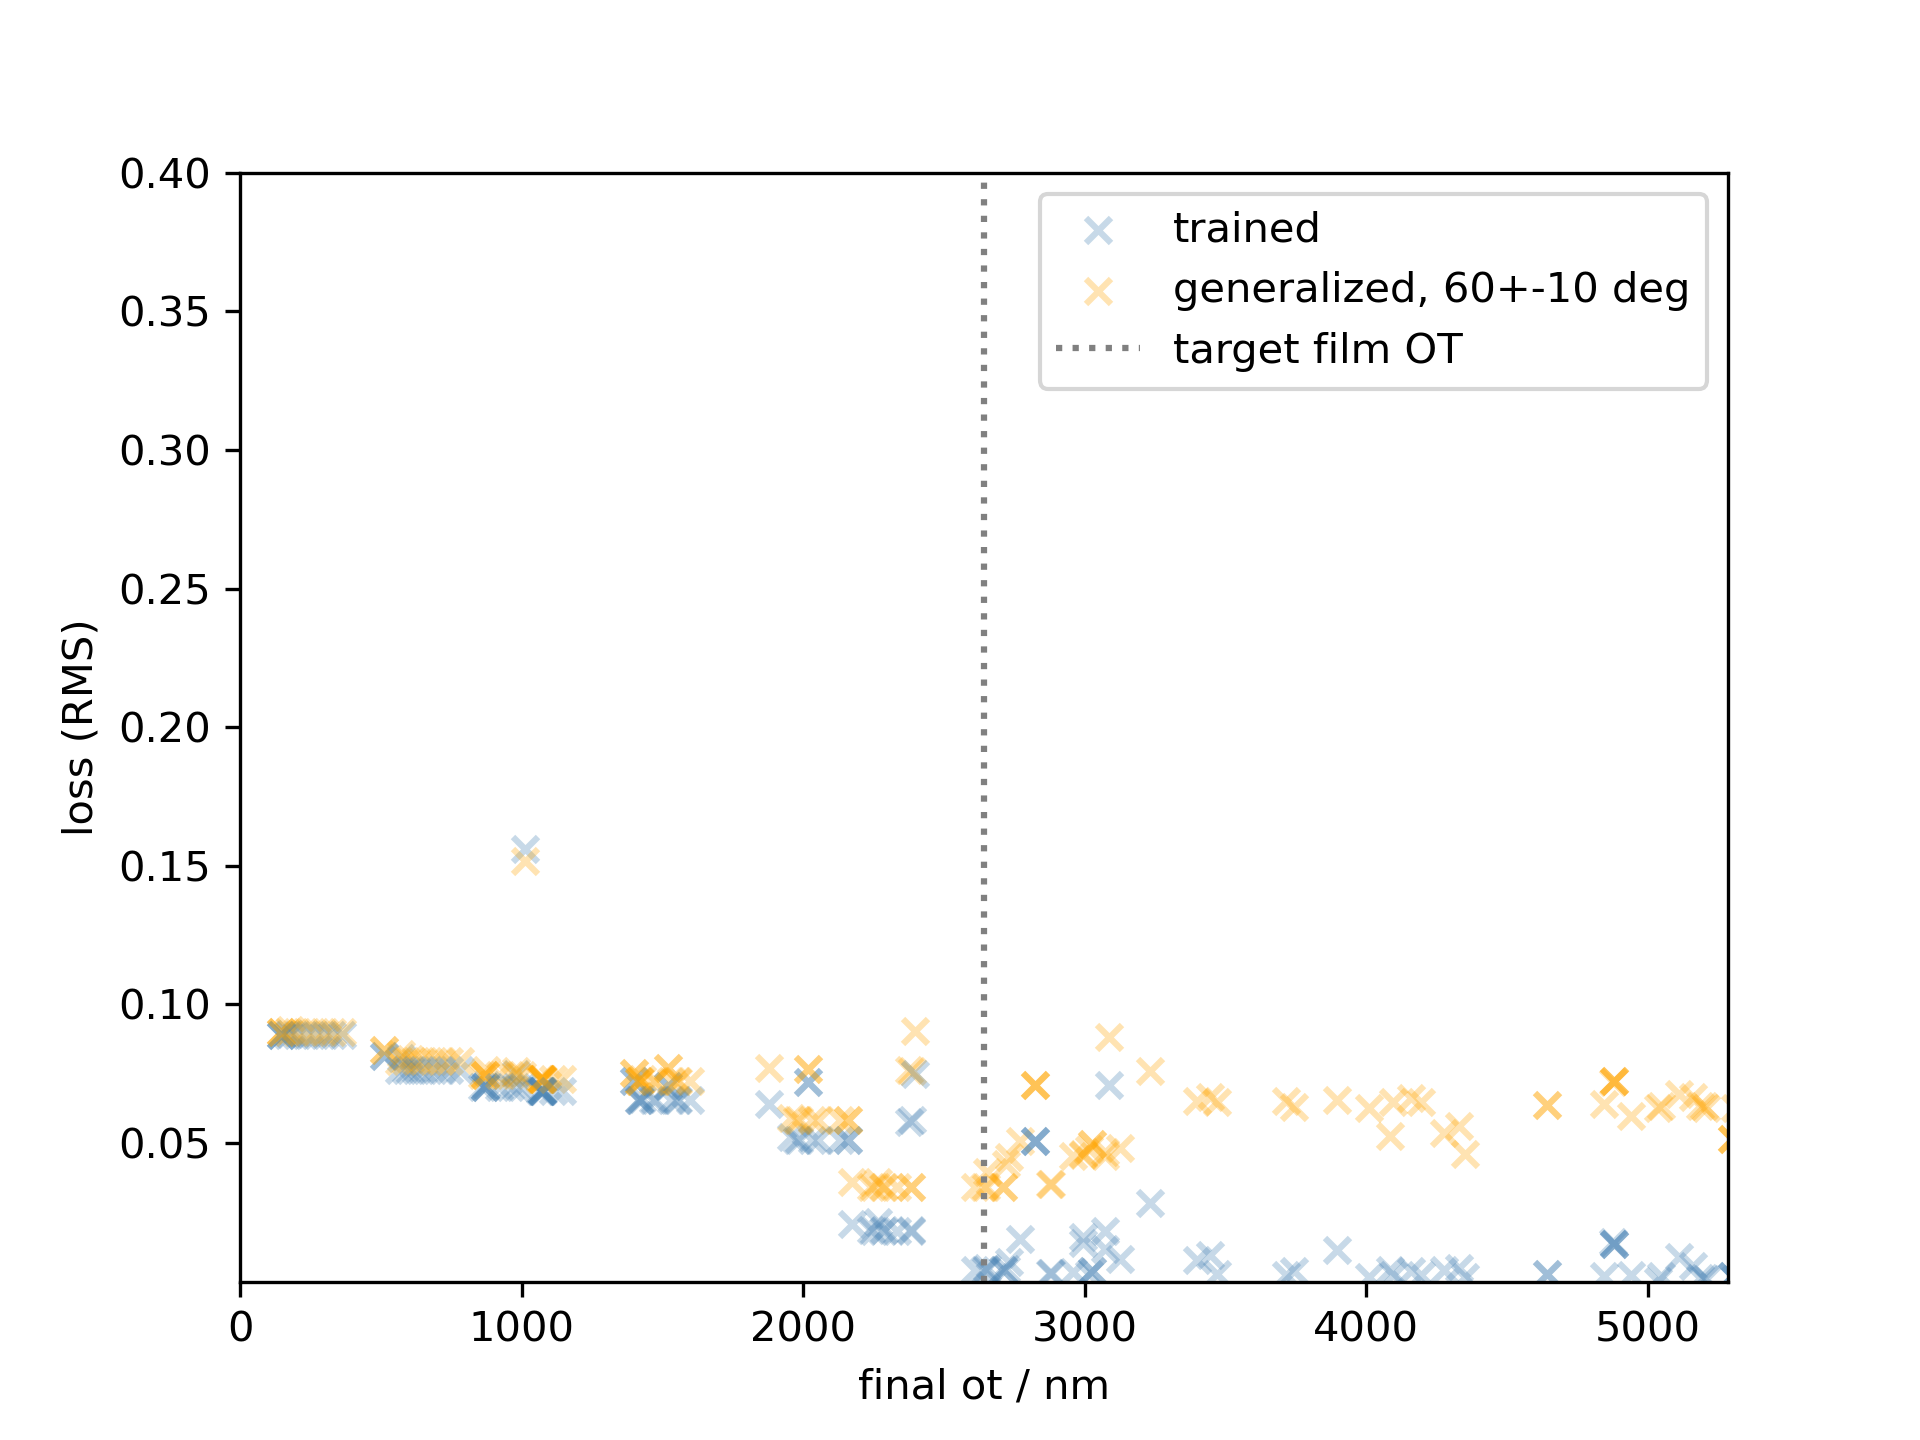 0.40
0.35
0.30
0.25
0.20
0.15
0.10
0.05
loss (RMS)
trained
generalized, 60+-10 deg
target film OT
0 1000 2000 3000 4000 5000
final ot / nm